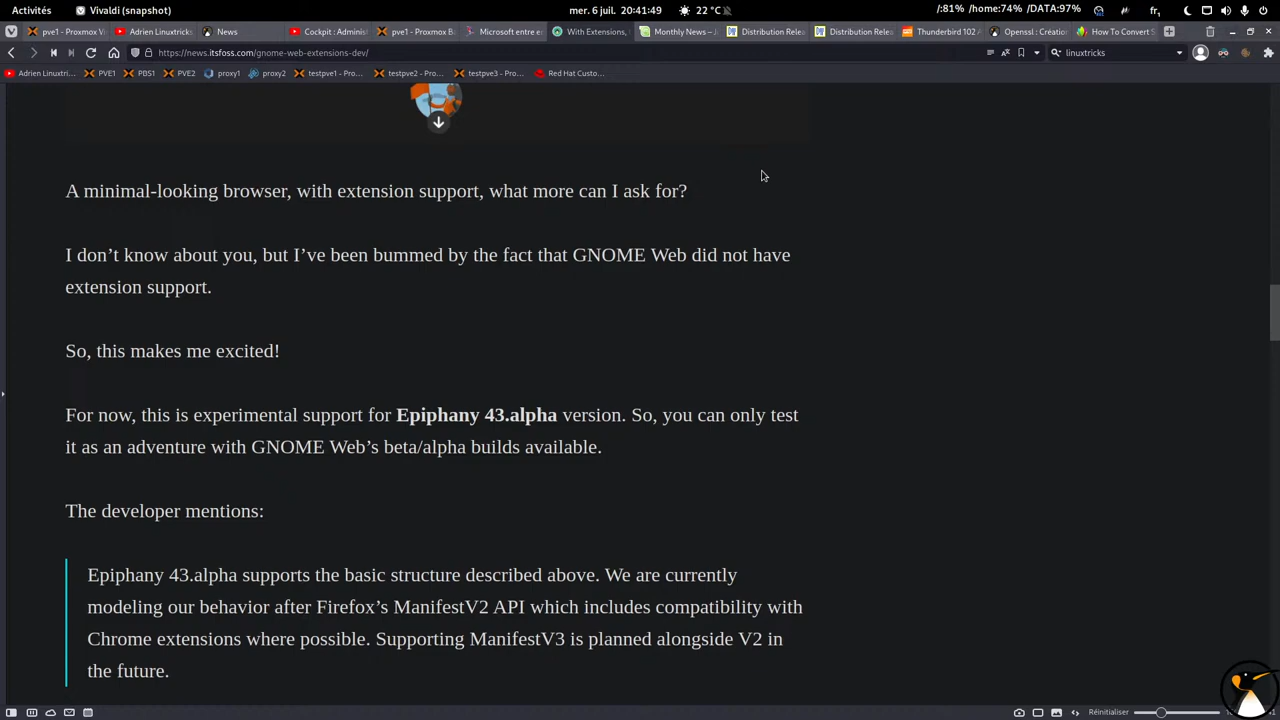 Activités Vivaldi (snapshot) mer. 6 juil. 20:41:49 22 °C /:81% /home:74% /DATA:97% fr₁
pve1 - Proxmox V Adrien Linuxtricks News Cockpit : Adminis pve1 - Proxmox Ba Microsoft entre e With Extensions, Monthly News – J Distribution Relea Distribution Relea Thunderbird 102 Openssl : Créatio How To Convert S
https://news.itsfoss.com/gnome-web-extensions-dev/ linuxtricks
Adrien Linuxtri... PVE1 PBS1 PVE2 proxy1 proxy2 testpve1 - Pro... testpve2 - Pro... testpve3 - Pro... Red Hat Custo...
A minimal-looking browser, with extension support, what more can I ask for?
I don’t know about you, but I’ve been bummed by the fact that GNOME Web did not have
extension support.
So, this makes me excited!
For now, this is experimental support for Epiphany 43.alpha version. So, you can only test
it as an adventure with GNOME Web’s beta/alpha builds available.
The developer mentions:
Epiphany 43.alpha supports the basic structure described above. We are currently
modeling our behavior after Firefox’s ManifestV2 API which includes compatibility with
Chrome extensions where possible. Supporting ManifestV3 is planned alongside V2 in
the future.
Réinitialiser